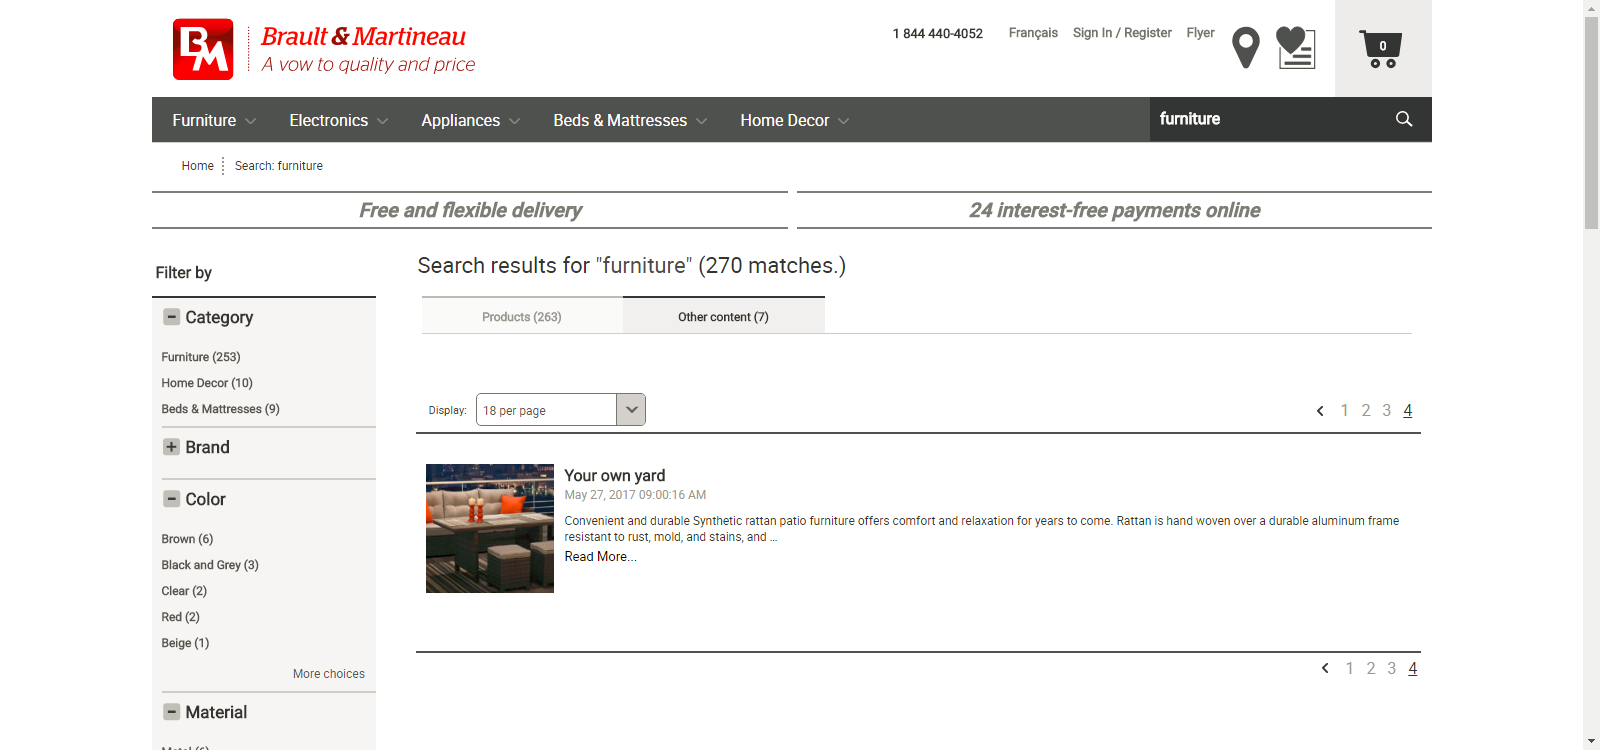 BM
Brault & Martineau
A vow to quality and price
1 844 440-4052
Français
Sign In / Register
Flyer
0
Furniture
Electronics
Appliances
Beds & Mattresses
Home Decor
furniture
Home
Search: furniture
Free and flexible delivery
24 interest-free payments online
Filter by
Category
Furniture (253)
Home Decor (10)
Beds & Mattresses (9)
Brand
Color
Brown (6)
Black and Grey (3)
Clear (2)
Red (2)
Beige (1)
More choices
Material
Metal (6)
Search results for "furniture" (270 matches.)
Products (263)
Other content (7)
Display:
18 per page
1 2 3 4
Your own yard
May 27, 2017 09:00:16 AM
Convenient and durable Synthetic rattan patio furniture offers comfort and relaxation for years to come. Rattan is hand woven over a durable aluminum frame
resistant to rust, mold, and stains, and ...
Read More...
1 2 3 4